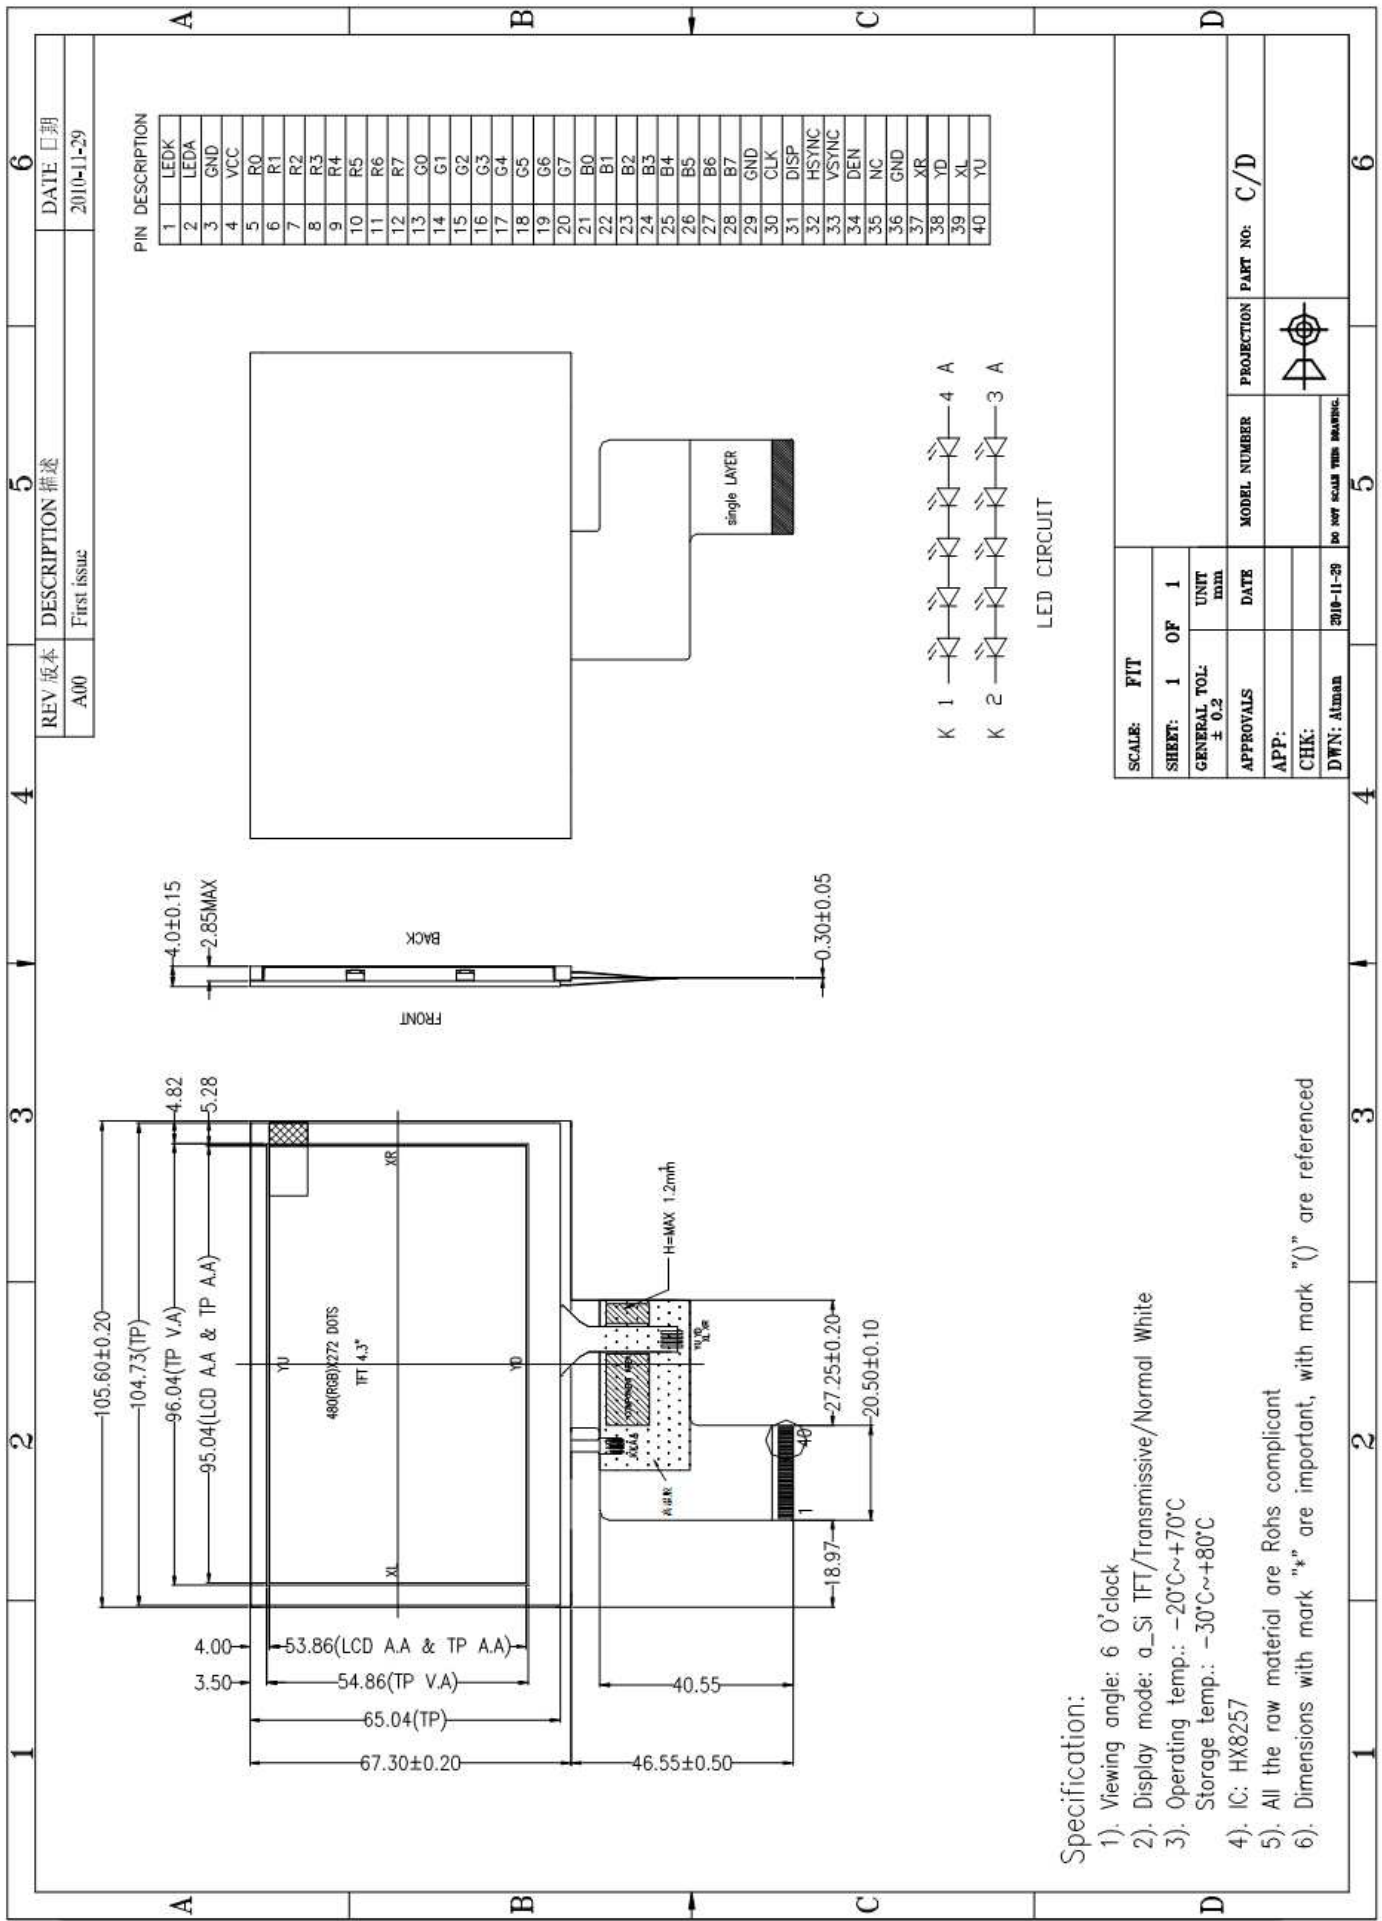 1 2 3 4 5 6
A B C D
REV 版本 DESCRIPTION 描述 DATE 日期
A00 First issue 2010-11-29
PIN DESCRIPTION
1 LEDK
2 LEDA
3 GND
4 VCC
5 R0
6 R1
7 R2
8 R3
9 R4
10 R5
11 R6
12 R7
13 G0
14 G1
15 G2
16 G3
17 G4
18 G5
19 G6
20 G7
21 B0
22 B1
23 B2
24 B3
25 B4
26 B5
27 B6
28 B7
29 GND
30 CLK
31 DISP
32 HSYNC
33 VSYNC
34 DEN
35 NC
36 GND
37 XR
38 YD
39 XL
40 YU
105.60±0.20
104.73(TP)
96.04(TP V.A)
4.82
95.04(LCD A.A & TP A.A)
5.28
4.00
53.86(LCD A.A & TP A.A)
3.50
54.86(TP V.A)
65.04(TP)
67.30±0.20
46.55±0.50
40.55
YU
XL
XR
YD
480(RGB)X272 DOTS
TFT 4.3"
H=MAX 1.2mm
YU YD
XL XR
1
40
18.97
27.25±0.20
20.50±0.10
4.0±0.15
2.85MAX
FRONT
BACK
0.30±0.05
single LAYER
K 1 4 A
K 2 3 A
LED CIRCUIT
Specification:
1). Viewing angle: 6 O'clock
2). Display mode: a_Si TFT/Transmissive/Normal White
3). Operating temp.: -20°C~+70°C
Storage temp.: -30°C~+80°C
4). IC: HX8257
5). All the raw material are Rohs complicant
6). Dimensions with mark "*" are important, with mark "()" are referenced
SCALE: FIT
SHEET: 1 OF 1
GENERAL TOL: ± 0.2 UNIT mm
APPROVALS DATE MODEL NUMBER PROJECTION PART NO: C/D
APP:
CHK:
DWN: Atman 2010-11-29 DO NOT SCALE THIS DRAWING.
1 2 3 4 5 6
A B C D